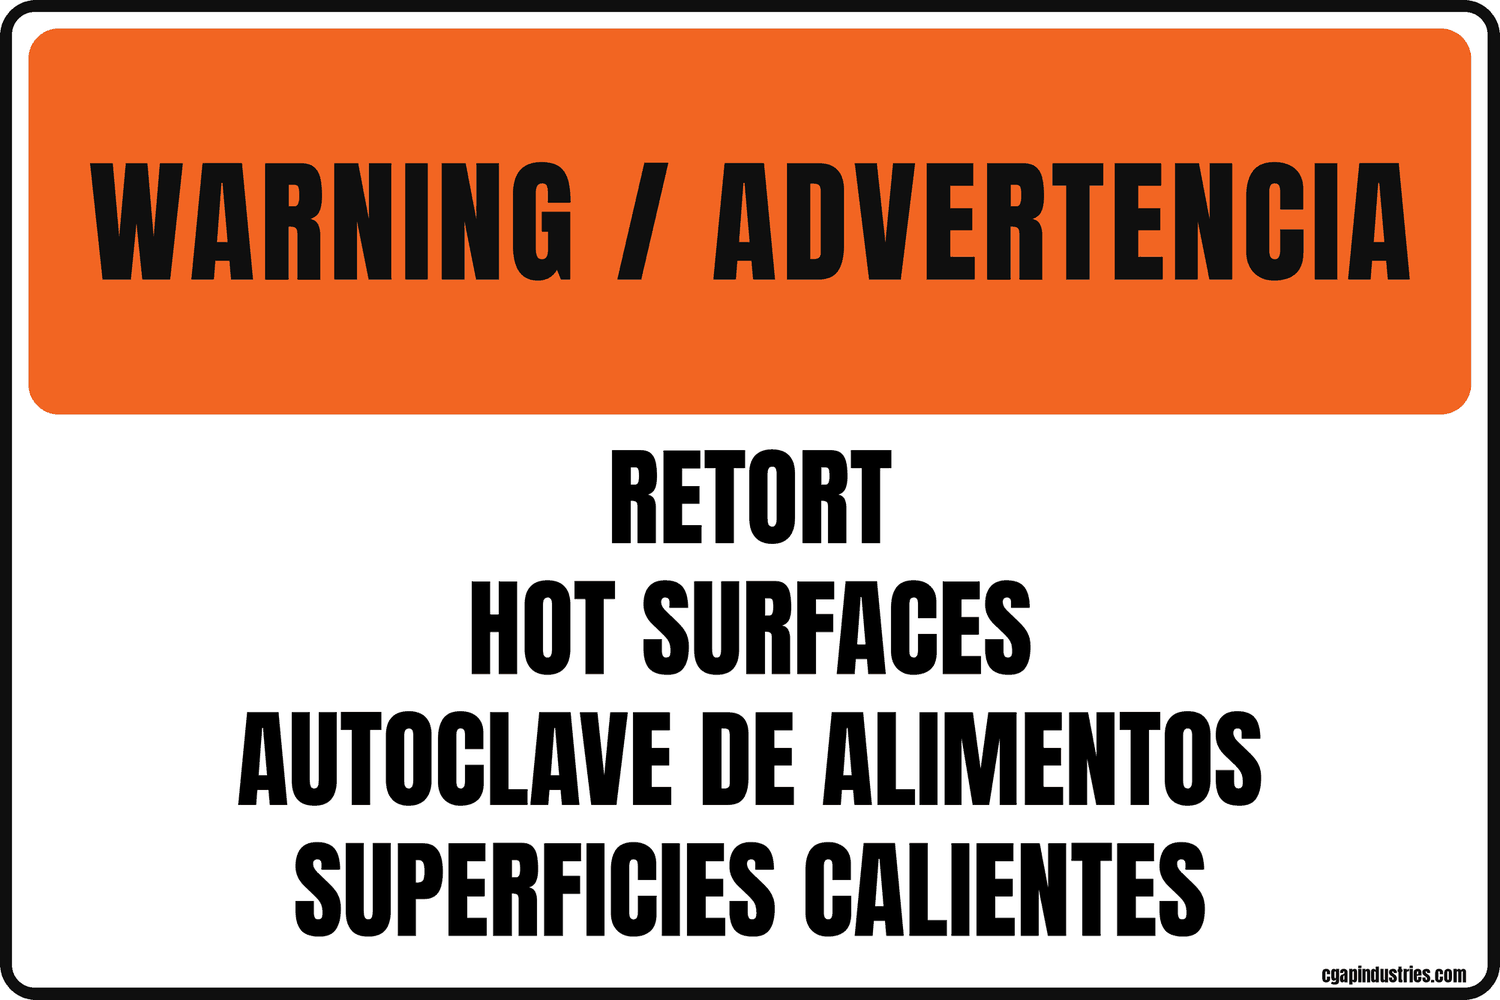 WARNING / ADVERTENCIA
RETORT
HOT SURFACES
AUTOCLAVE DE ALIMENTOS
SUPERFICIES CALIENTES
cgapindustries.com